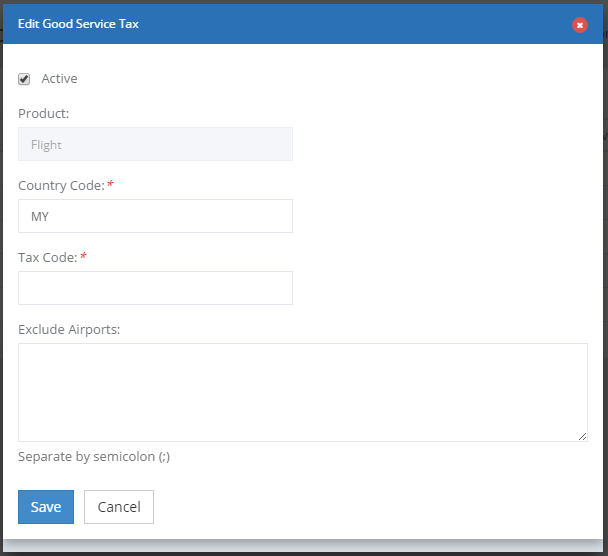 Edit Good Service Tax
Active
Product:
Flight
Country Code:*
MY
Tax Code:*
Exclude Airports:
Separate by semicolon (;)
Save
Cancel